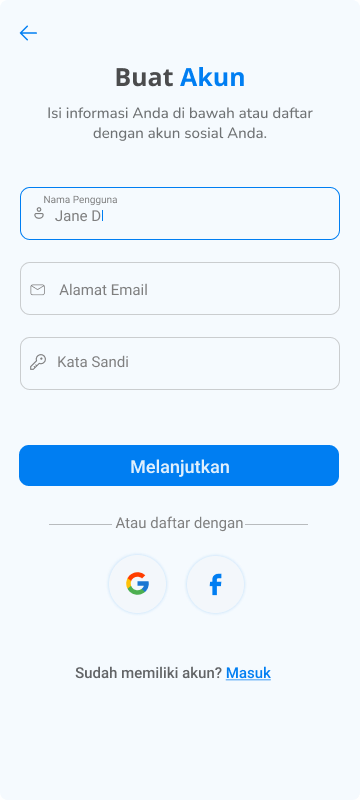 Buat Akun
Isi informasi Anda di bawah atau daftar
dengan akun sosial Anda.
Nama Pengguna
Jane D
Alamat Email
Kata Sandi
Melanjutkan
Atau daftar dengan
Sudah memiliki akun? Masuk